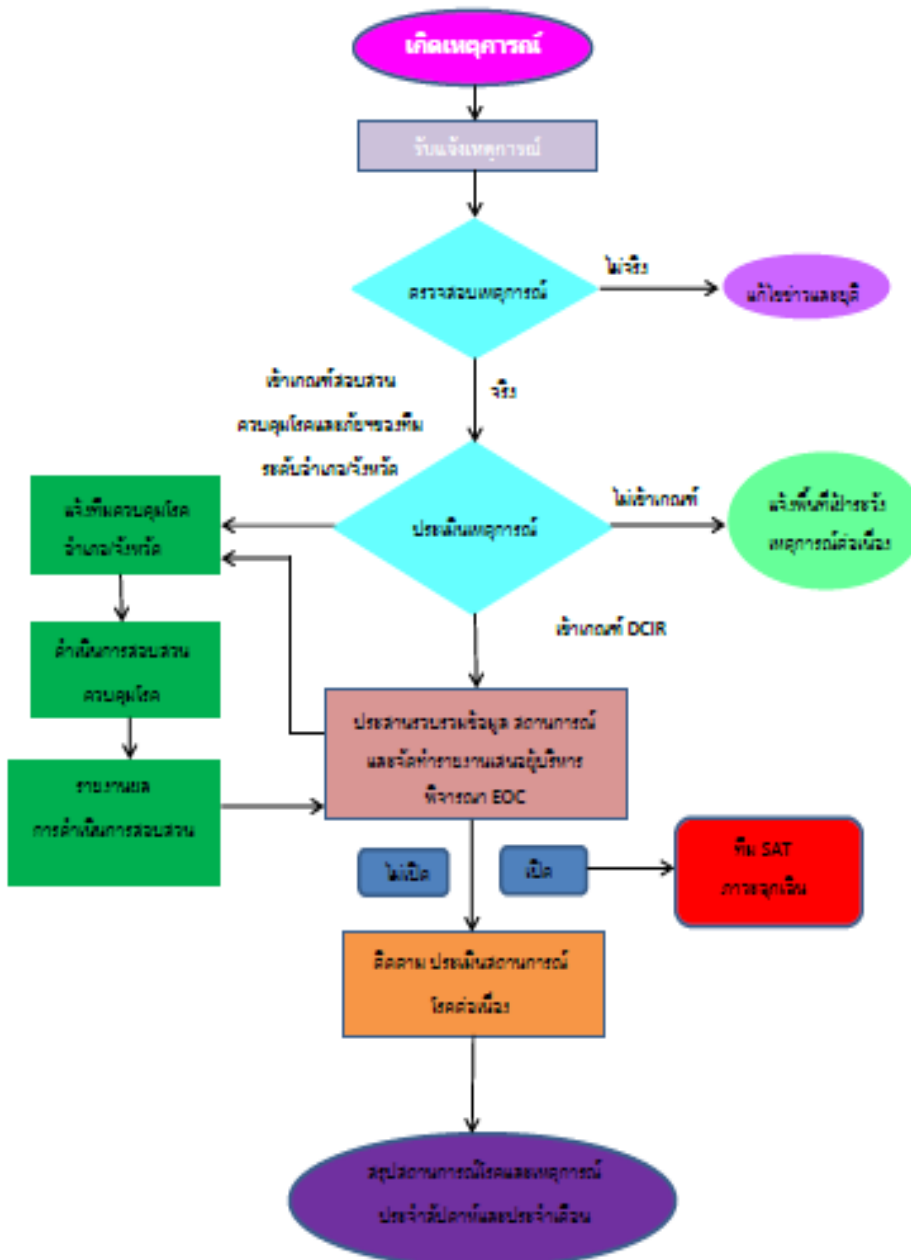 เกิดเหตุการณ์
รับแจ้งเหตุการณ์
ตรวจสอบเหตุการณ์
ไม่จริง
แก้ไขข่าวและยุติ
จริง
เข้าเกณฑ์สอบสวน
ควบคุมโรคและภัยฯของทีม
ระดับอำเภอ/จังหวัด
ประเมินเหตุการณ์
ไม่เข้าเกณฑ์
แจ้งพื้นที่เฝ้าระวัง
เหตุการณ์ต่อเนื่อง
แจ้งทีมควบคุมโรค
อำเภอ/จังหวัด
ดำเนินการสอบสวน
ควบคุมโรค
รายงานผล
การดำเนินการสอบสวน
เข้าเกณฑ์ DCIR
ประสานรวบรวมข้อมูล สถานการณ์
และจัดทำรายงานเสนอผู้บริหาร
พิจารณา EOC
ไม่เปิด
เปิด
ทีม SAT
ภาวะฉุกเฉิน
ติดตาม ประเมินสถานการณ์
โรคต่อเนื่อง
สรุปสถานการณ์โรคและเหตุการณ์
ประจำสัปดาห์และประจำเดือน